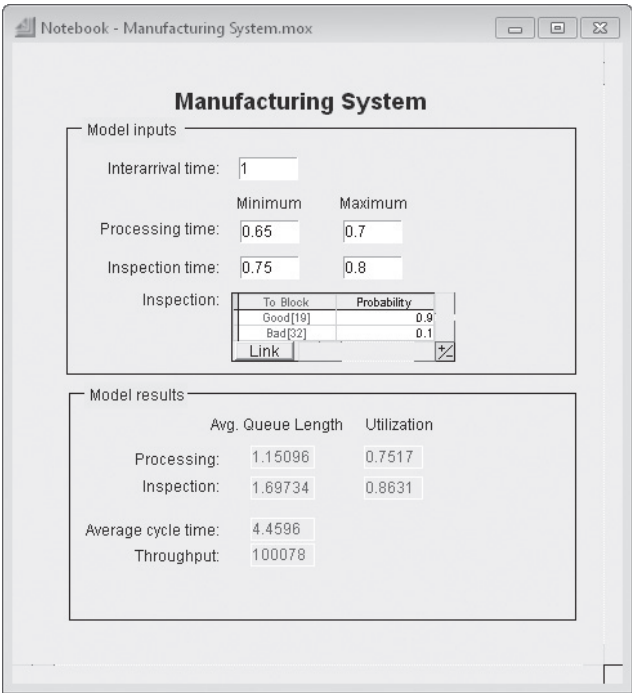 Notebook - Manufacturing System.mox
Manufacturing System
Model inputs
Interarrival time: 1
Minimum Maximum
Processing time: 0.65 0.7
Inspection time: 0.75 0.8
Inspection: To Block Probability
Good[19] 0.9
Bad[32] 0.1
Link +/-
Model results
Avg. Queue Length Utilization
Processing: 1.15096 0.7517
Inspection: 1.69734 0.8631
Average cycle time: 4.4596
Throughput: 100078